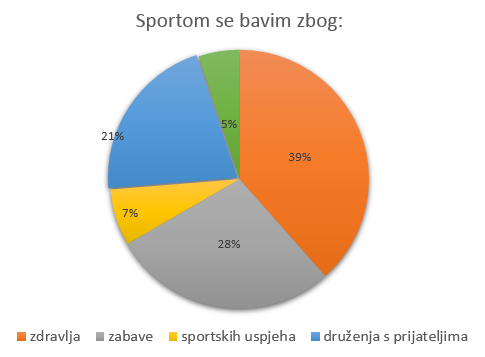 Sportom se bavim zbog:
5%
21%
39%
7%
28%
zdravlja zabave sportskih uspjeha druženja s prijateljima